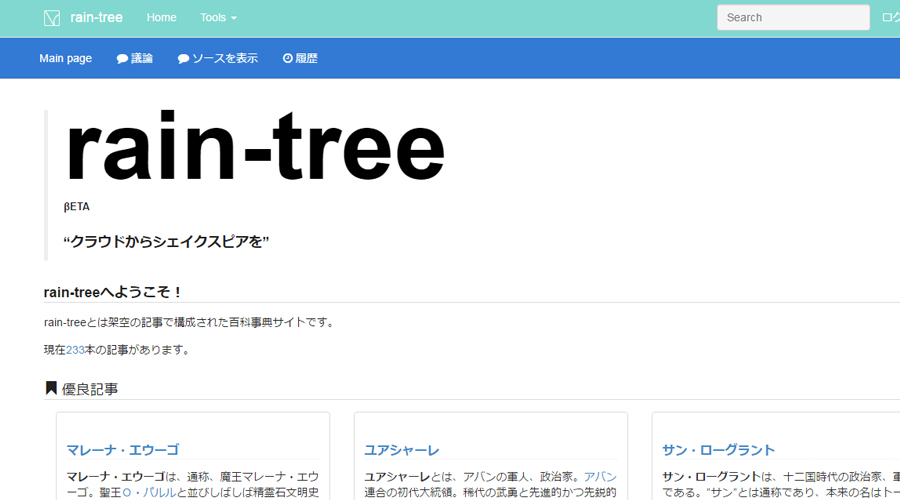 rain-tree Home Tools Search ログ
Main page 議論 ソースを表示 履歴
rain-tree
βETA
“クラウドからシェイクスピアを”
rain-treeへようこそ！
rain-treeとは架空の記事で構成された百科事典サイトです。
現在233本の記事があります。
優良記事
マレーナ・エウーゴ
マレーナ・エウーゴは、通称、魔王マレーナ・エウ
ーゴ。聖王Ｏ・バルルと並びしばしば精霊石文明史
ユアシャーレ
ユアシャーレとは、アバンの軍人、政治家。アバン
連合の初代大統領。稀代の武勇と先進的かつ先鋭的
サン・ローグラント
サン・ローグラントは、十二国時代の政治家、軍
である。“サン”とは通称であり、本来の名はトー